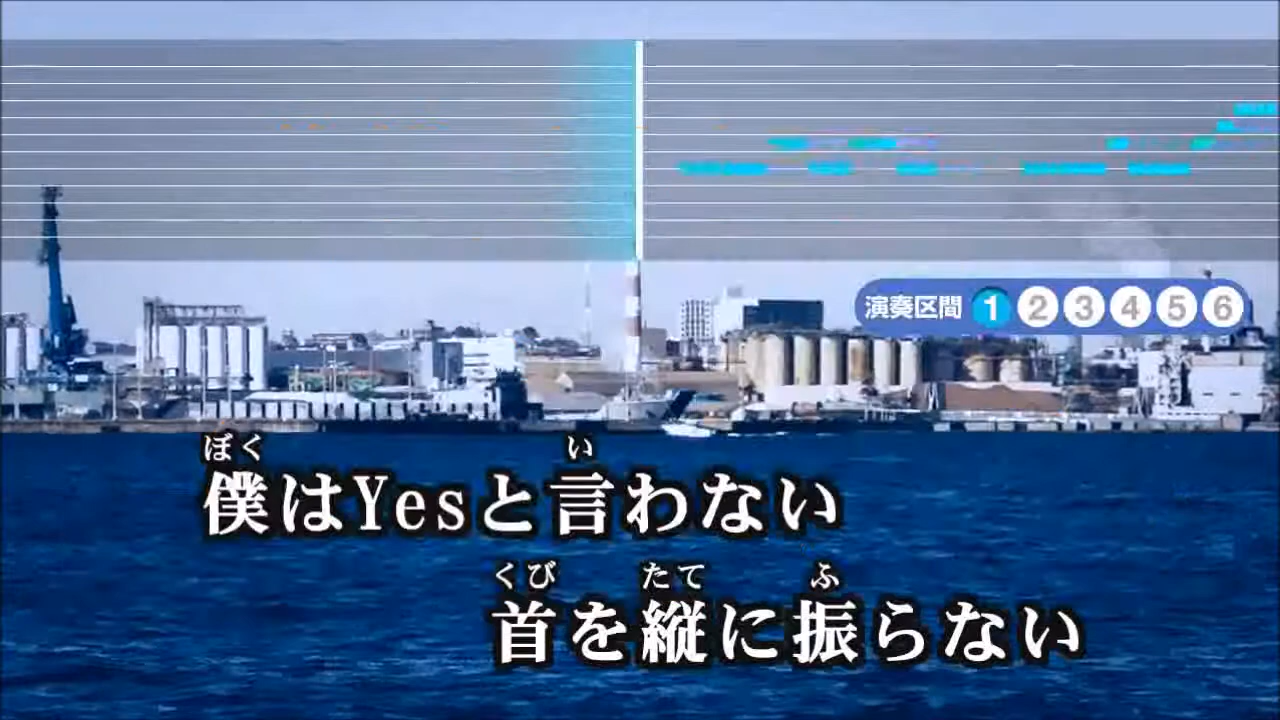 演奏区間 1 2 3 4 5 6
ぼく い
僕はYesと言わない
くび たて ふ
首を縦に振らない